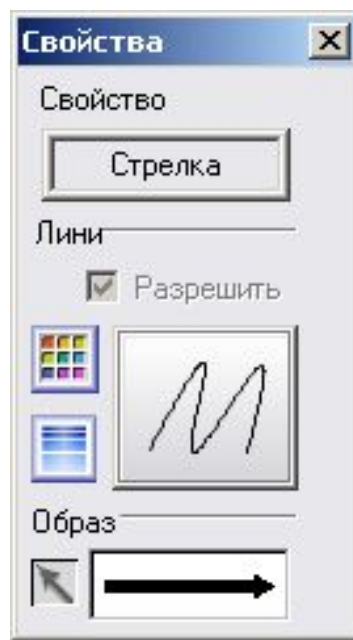 Свойства
Свойство
Стрелка
Лини
Разрешить
Образ